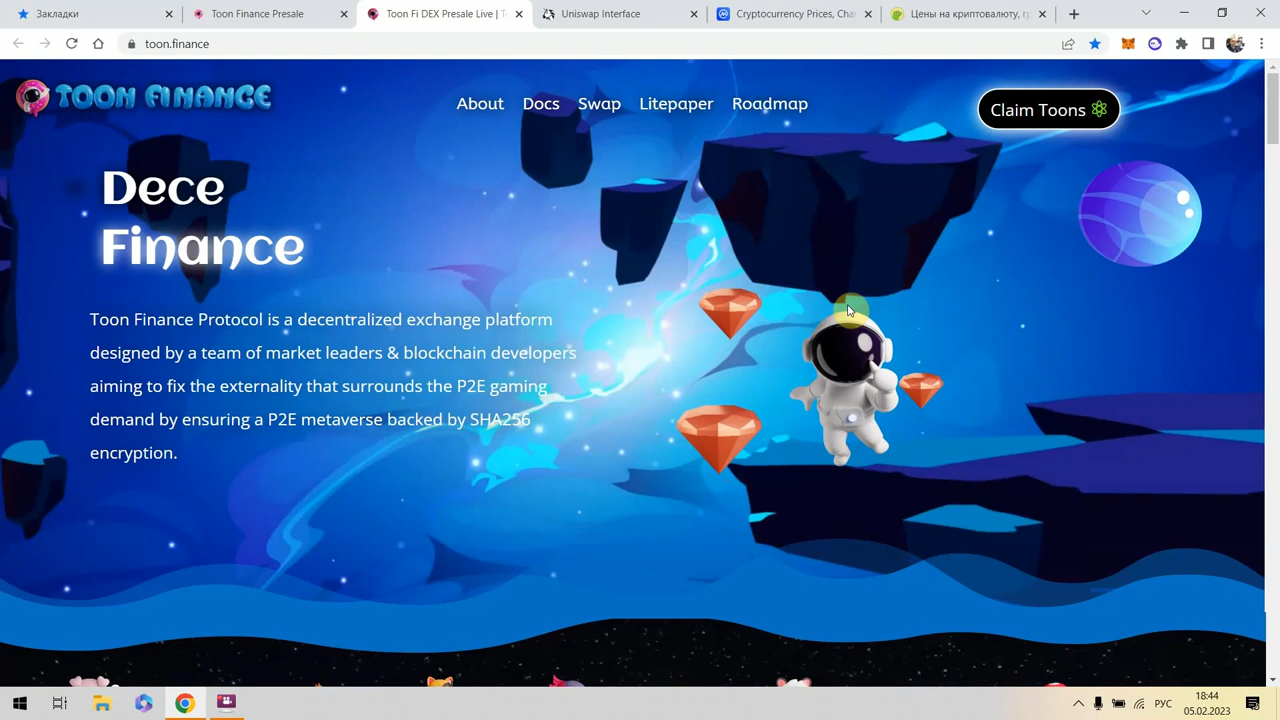 Закладки
Toon Finance Presale
Toon Fi DEX Presale Live | T
Uniswap Interface
Cryptocurrency Prices, Cha
Цены на криптовалюту, г
toon.finance
TOON FINANCE
About
Docs
Swap
Litepaper
Roadmap
Claim Toons
Dece
Finance
Toon Finance Protocol is a decentralized exchange platform
designed by a team of market leaders & blockchain developers
aiming to fix the externality that surrounds the P2E gaming
demand by ensuring a P2E metaverse backed by SHA256
encryption.
РУС
18:44
05.02.2023